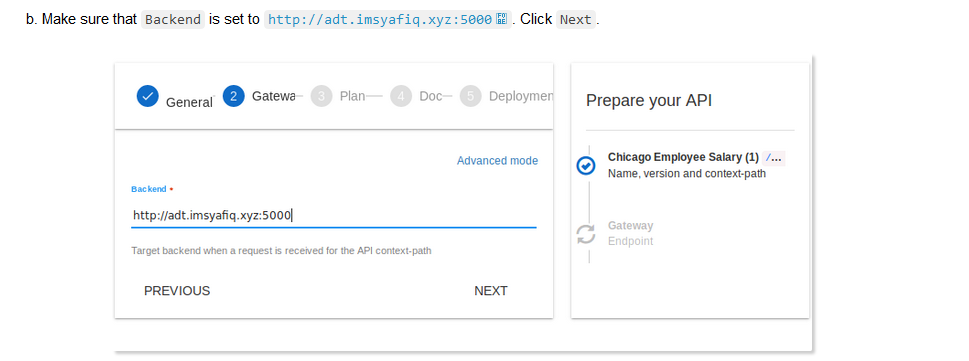 b. Make sure that Backend is set to http://adt.imsyafiq.xyz:5000 . Click Next .
General 2 Gatewa 3 Plan 4 Doc 5 Deploymen
Advanced mode
Backend *
http://adt.imsyafiq.xyz:5000
Target backend when a request is received for the API context-path
PREVIOUS NEXT
Prepare your API
Chicago Employee Salary (1) /...
Name, version and context-path
Gateway
Endpoint